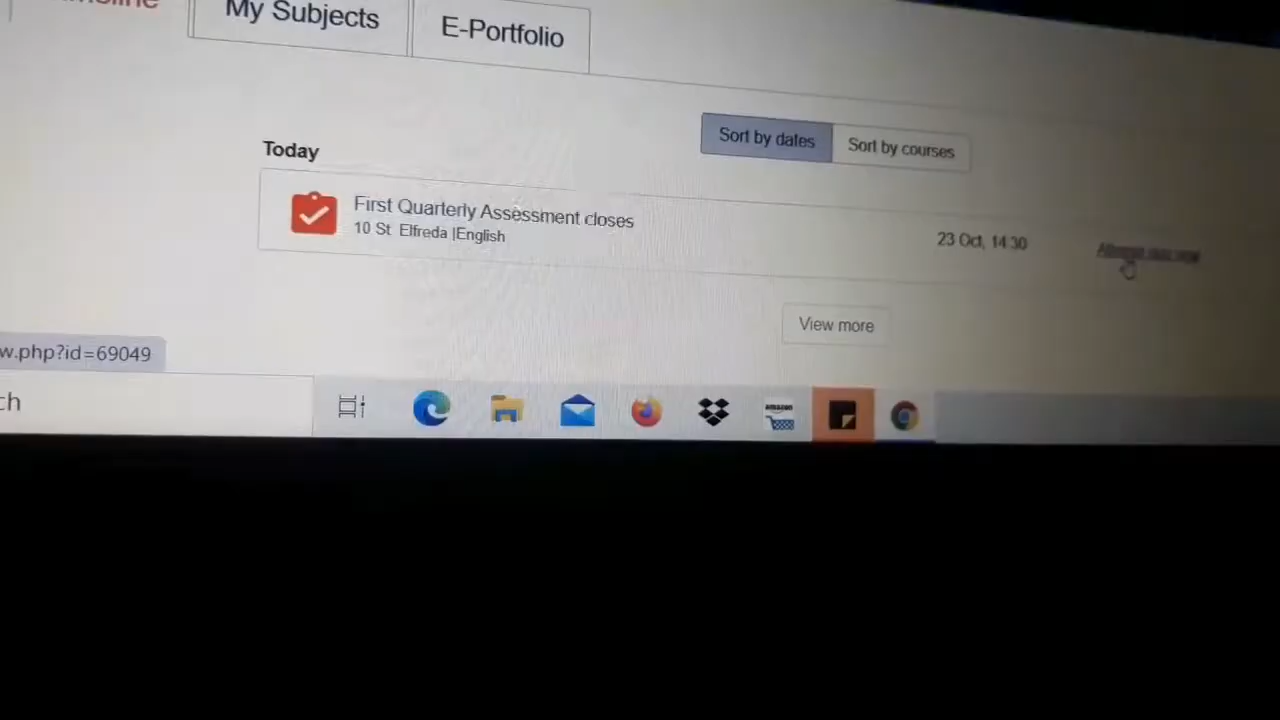 My Subjects
E-Portfolio
Sort by dates
Sort by courses
Today
First Quarterly Assessment closes
10 St Elfreda |English
23 Oct, 14:30
View more
w.php?id=69049
ch
amazon